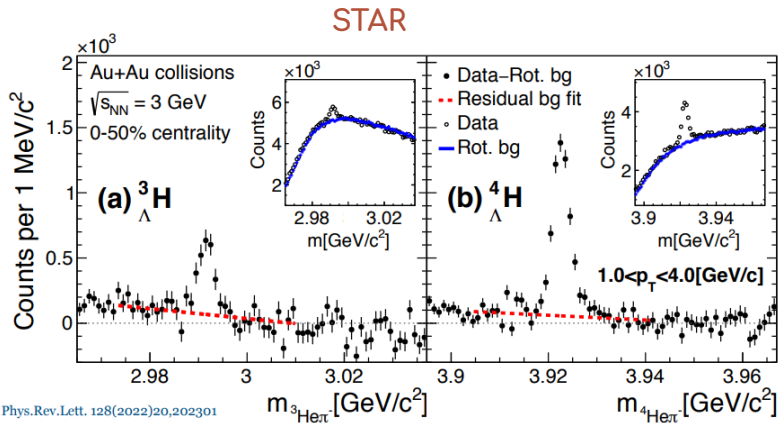 STAR
×10³
Au+Au collisions
√sNN = 3 GeV
0-50% centrality
Counts per 1 MeV/c²
2
1.5
1
0.5
0
(a) ³ΛH
×10³
Counts
6
4
2
2.98 3.02
m[GeV/c²]
2.98 3 3.02
m³Heπ⁻[GeV/c²]
Data-Rot. bg
Residual bg fit
Data
Rot. bg
(b) ⁴ΛH
×10³
Counts
4
2
3.9 3.94
m[GeV/c²]
1.0<pT<4.0[GeV/c]
3.9 3.92 3.94 3.96
m⁴Heπ⁻[GeV/c²]
Phys.Rev.Lett. 128(2022)20,202301